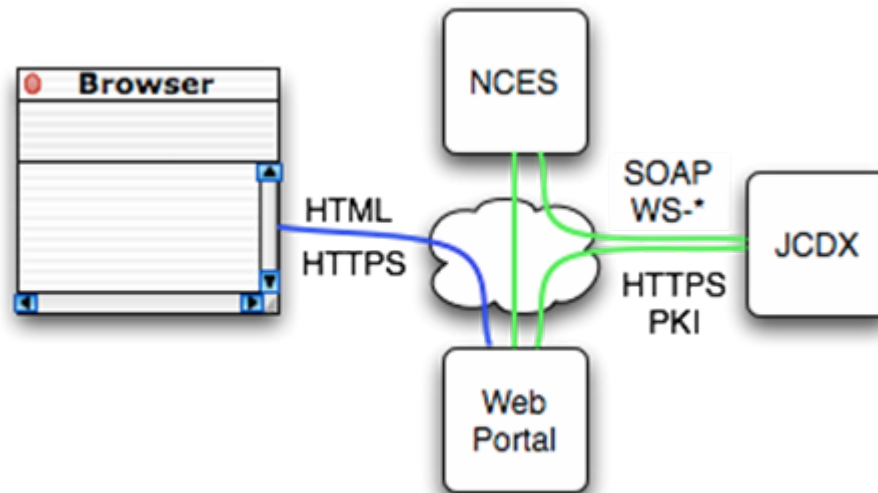 Browser
NCES
HTML
HTTPS
SOAP
WS-*
JCDX
HTTPS
PKI
Web
Portal